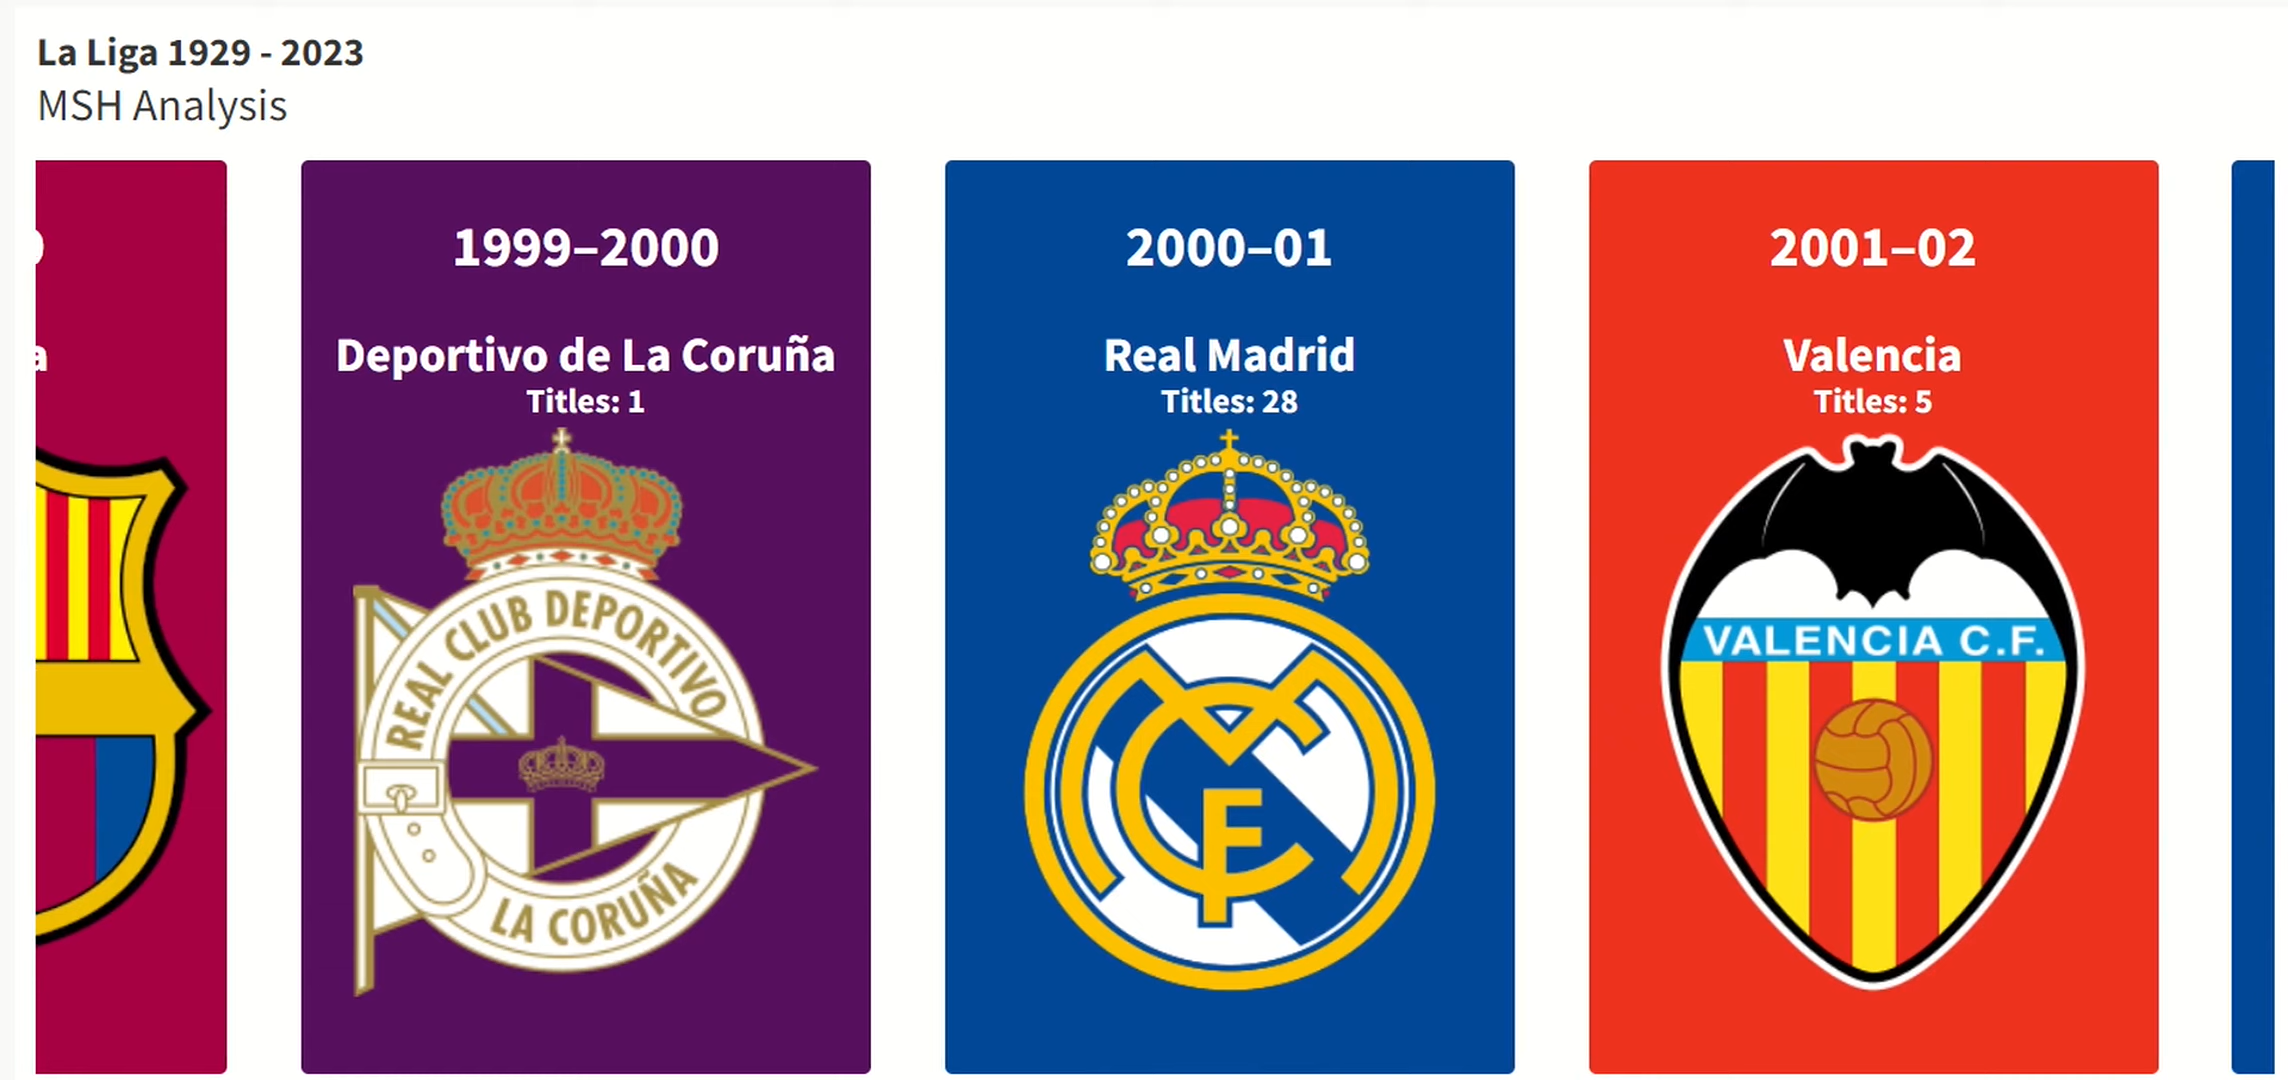 La Liga 1929 - 2023
MSH Analysis
a
1999–2000
Deportivo de La Coruña
Titles: 1
REAL CLUB DEPORTIVO
LA CORUÑA
2000–01
Real Madrid
Titles: 28
2001–02
Valencia
Titles: 5
VALENCIA C.F.